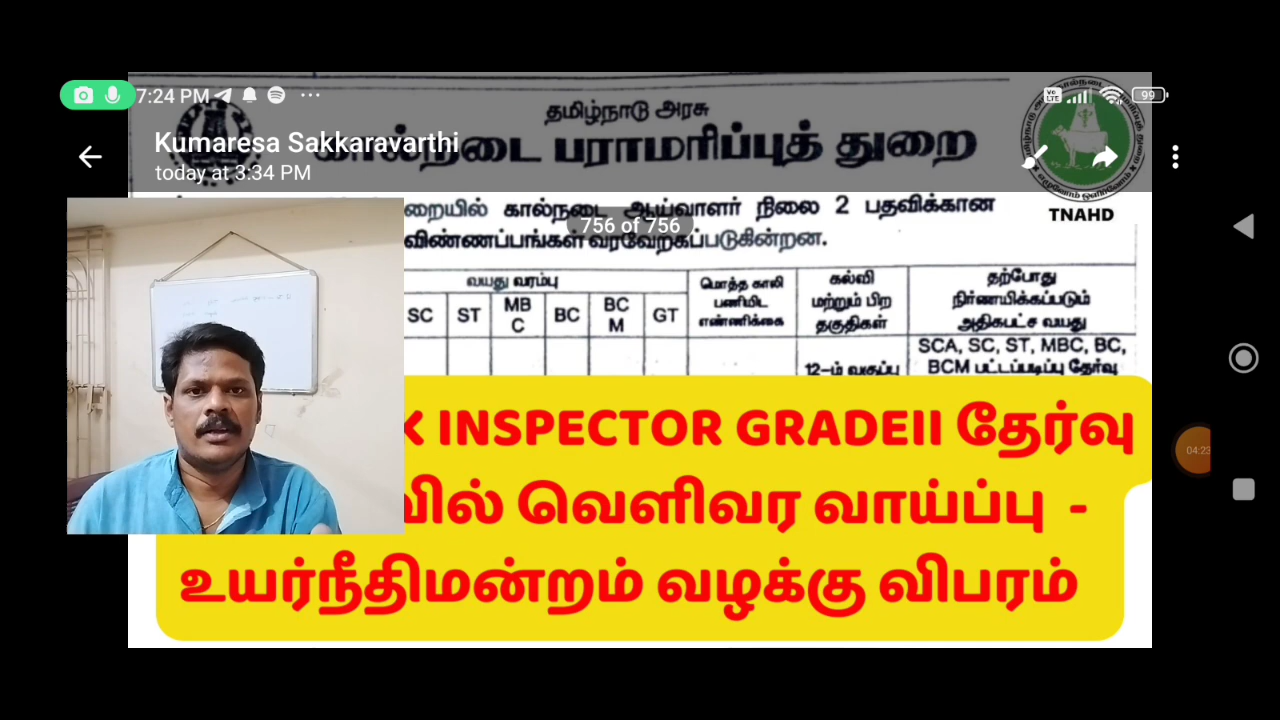 7:24 PM
99
Kumaresa Sakkaravarthi
today at 3:34 PM
756 of 756
தமிழ்நாடு அரசு
கால்நடை பராமரிப்புத் துறை
TNAHD
கால்நடை ஆய்வாளர் நிலை 2 பதவிக்கான
விண்ணப்பங்கள் வரவேற்கப்படுகின்றன.
வயது வரம்பு
மொத்த காலி பணியிட எண்ணிக்கை
கல்வி மற்றும் பிற தகுதிகள்
தற்போது நிர்ணயிக்கப்படும் அதிகபட்ச வயது
SC ST MBC BC BCM GT
12-ம் வகுப்பு
SCA, SC, ST, MBC, BC,
BCM பட்டப்படிப்பு தேர்வு
INSPECTOR GRADEII தேர்வு
வெளிவர வாய்ப்பு -
உயர்நீதிமன்றம் வழக்கு விபரம்
04:23